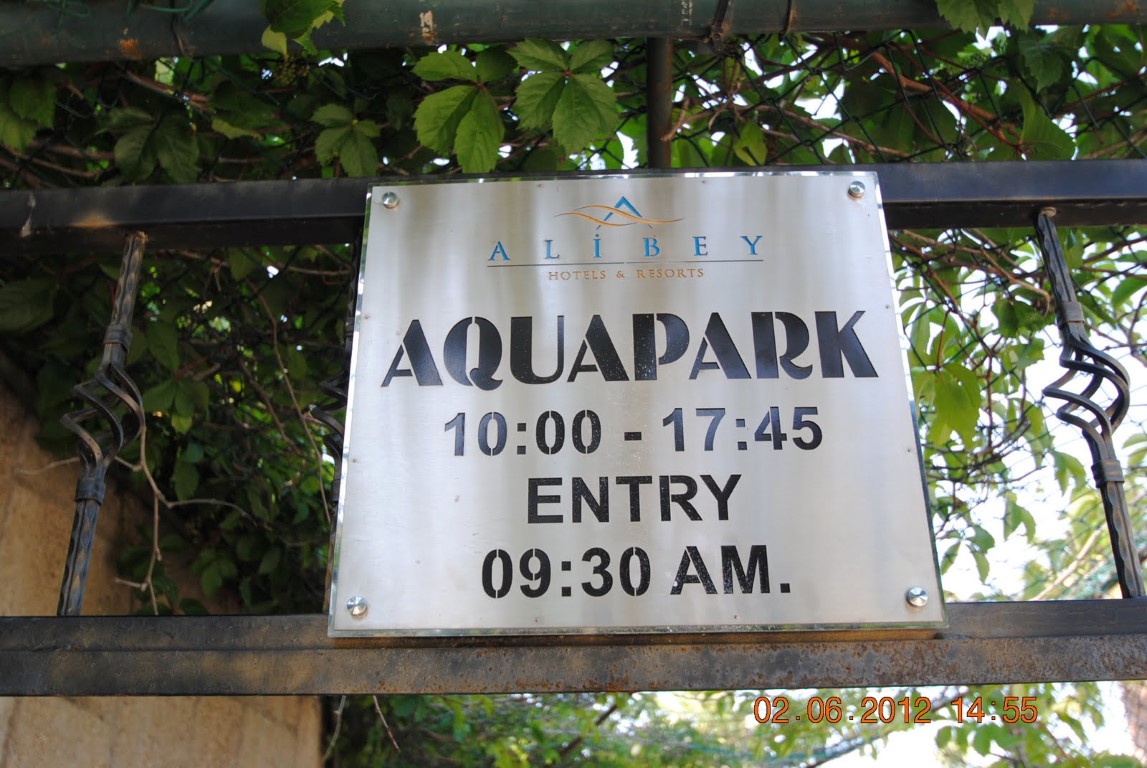 ALİBEY
HOTELS & RESORTS
AQUAPARK
10:00 - 17:45
ENTRY
09:30 AM.
02.06.2012 14:55